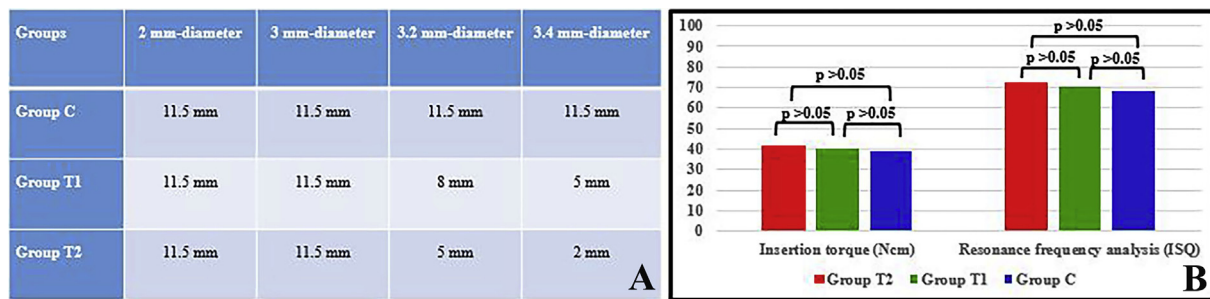 Groups 2 mm-diameter 3 mm-diameter 3.2 mm-diameter 3.4 mm-diameter
Group C 11.5 mm 11.5 mm 11.5 mm 11.5 mm
Group T1 11.5 mm 11.5 mm 8 mm 5 mm
Group T2 11.5 mm 11.5 mm 5 mm 2 mm
A
100
90
80
70
60
50
40
30
20
10
0
p >0.05
p >0.05 p >0.05
p >0.05
p >0.05 p >0.05
Insertion torque (Ncm) Resonance frequency analysis (ISQ)
Group T2 Group T1 Group C
B